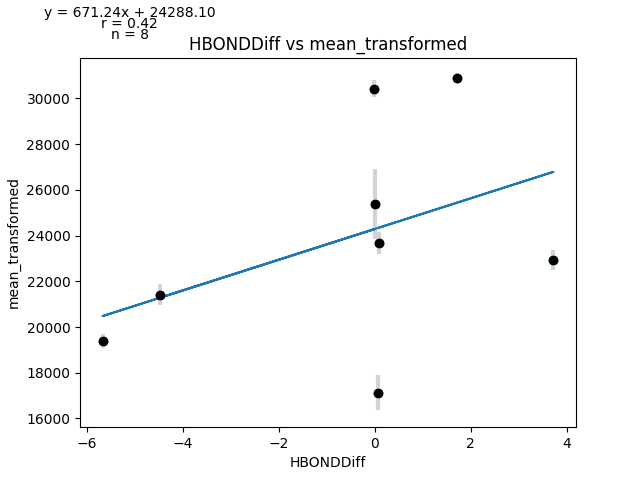 y = 671.24x + 24288.10
r = 0.42
n = 8
HBONDDiff vs mean_transformed
30000
28000
26000
24000
22000
20000
18000
16000
mean_transformed
−6
−4
−2
0
2
4
HBONDDiff